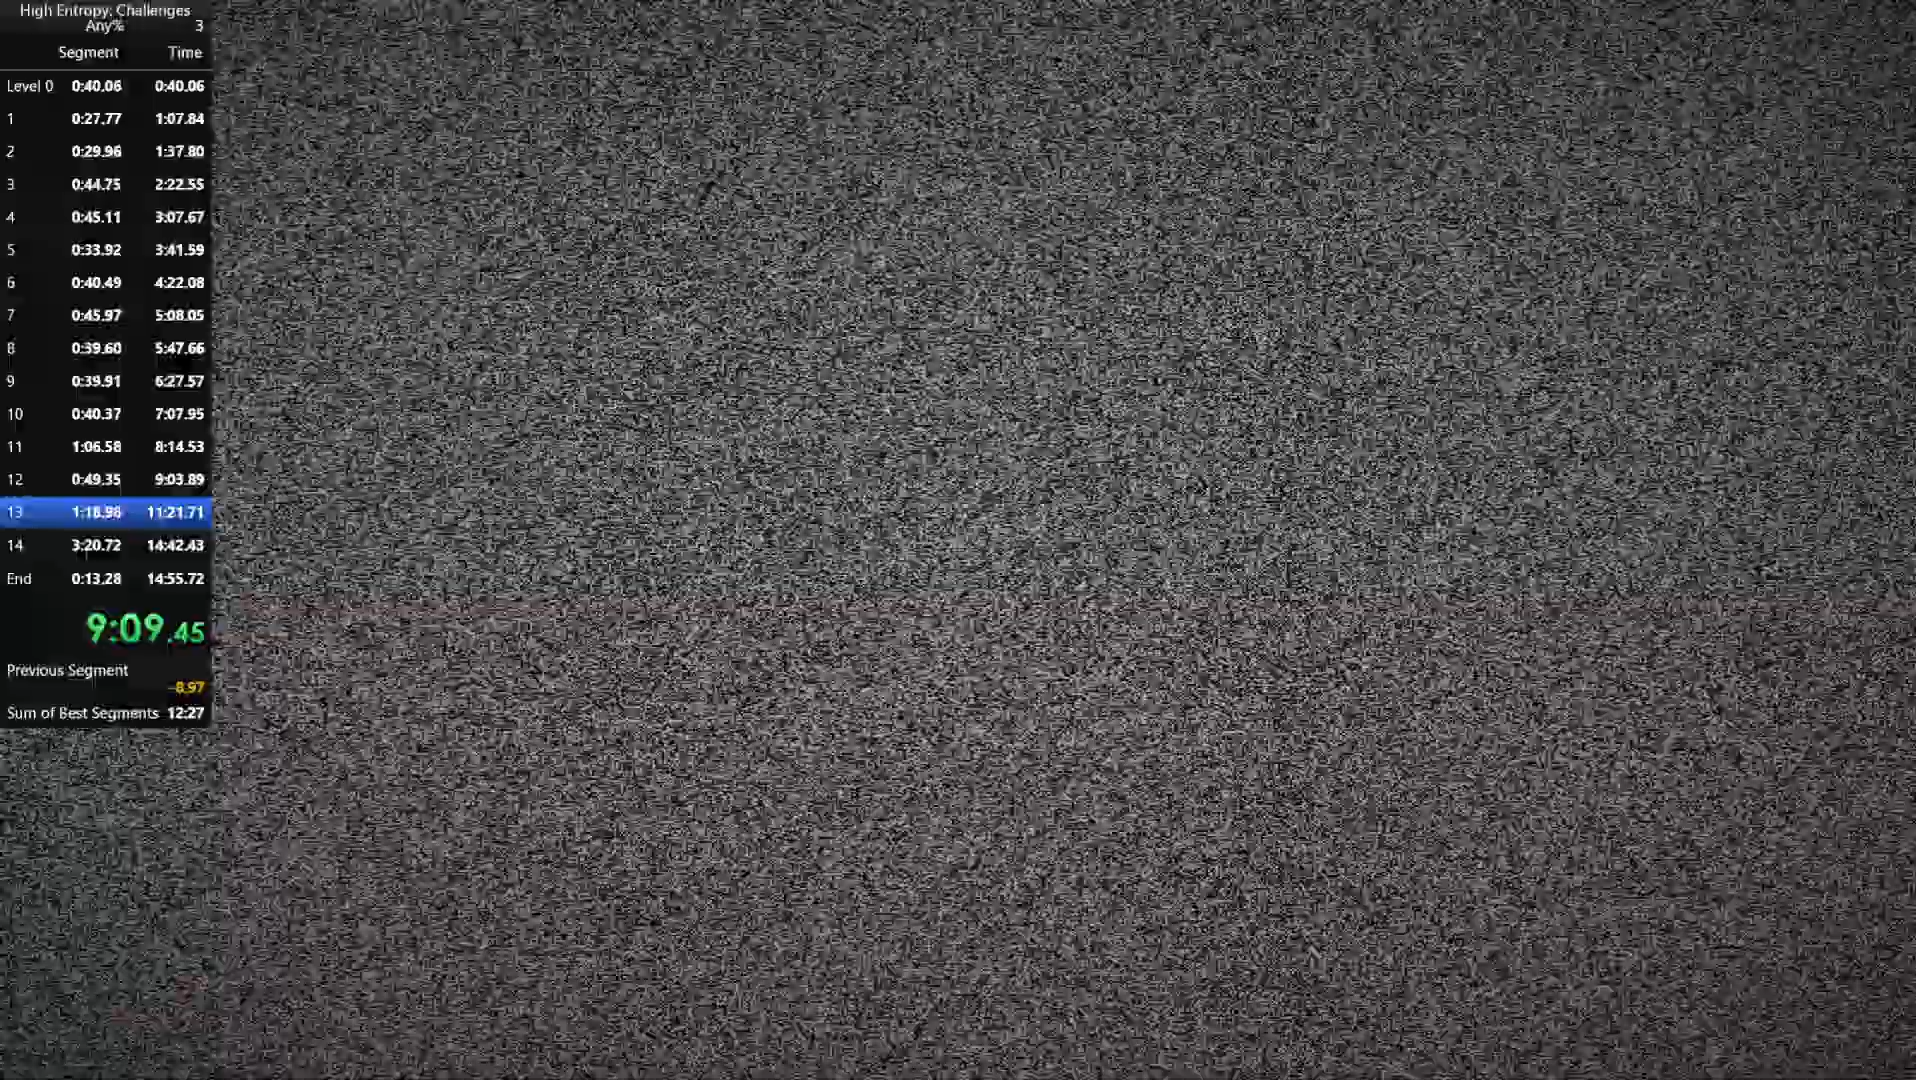 High Entropy: Challenges
Any% 3
Segment Time
Level 0 0:40.06 0:40.06
1 0:27.77 1:07.84
2 0:29.96 1:37.80
3 0:44.75 2:22.55
4 0:45.11 3:07.67
5 0:33.92 3:41.59
6 0:40.49 4:22.08
7 0:45.97 5:08.05
8 0:39.60 5:47.66
9 0:39.91 6:27.57
10 0:40.37 7:07.95
11 1:06.58 8:14.53
12 0:49.35 9:03.89
13 1:18.98 11:21.71
14 3:20.72 14:42.43
End 0:13.28 14:55.72
9:09.45
Previous Segment
-8.97
Sum of Best Segments 12:27